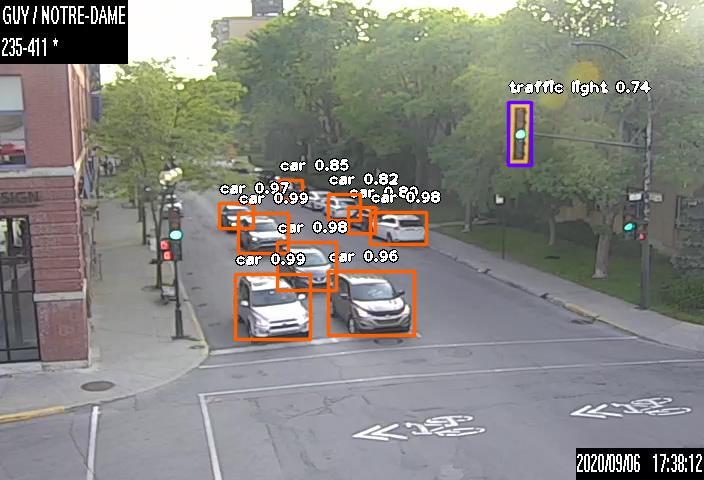 GUY / NOTRE-DAME
235-411 *
traffic light 0.74
car 0.85
car 0.82
car 0.97
car 0.98
car 0.99
car 0.98
car 0.99
car 0.96
2020/09/06 17:38:12